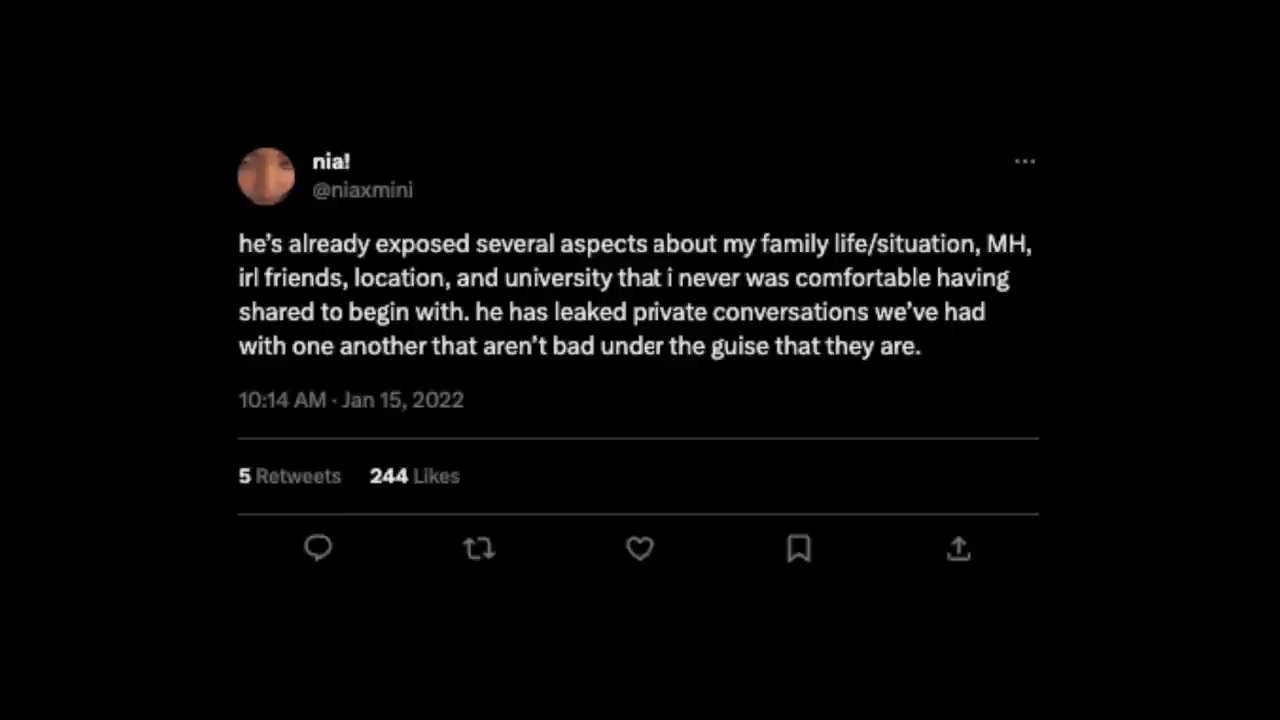 nia!
@niaxmini
he's already exposed several aspects about my family life/situation, MH,
irl friends, location, and university that i never was comfortable having
shared to begin with. he has leaked private conversations we've had
with one another that aren't bad under the guise that they are.
10:14 AM · Jan 15, 2022
5 Retweets 244 Likes